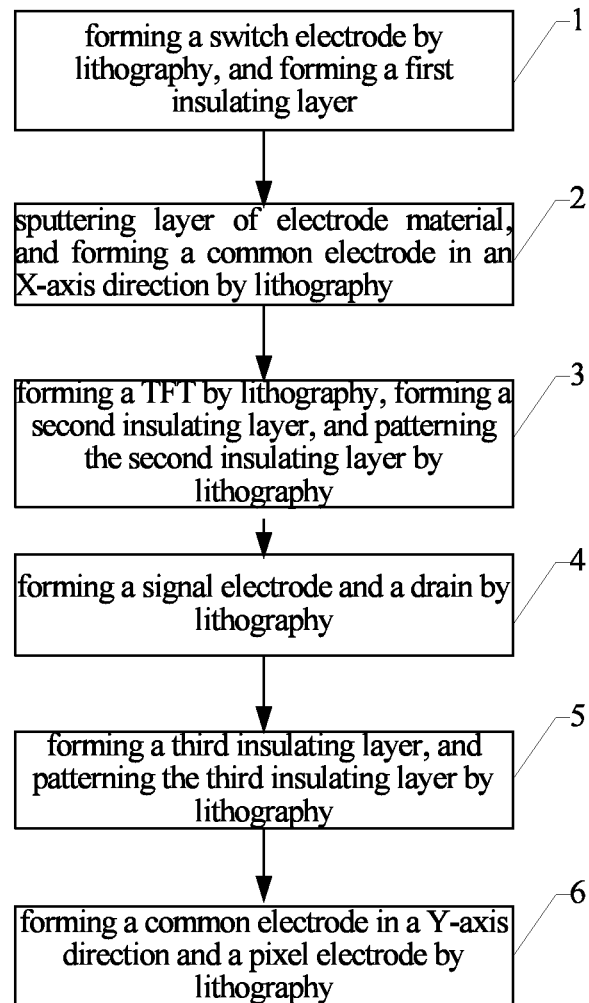 forming a switch electrode by
lithography, and forming a first
insulating layer
1
sputtering layer of electrode material,
and forming a common electrode in an
X-axis direction by lithography
2
forming a TFT by lithography, forming a
second insulating layer, and patterning
the second insulating layer by
lithography
3
forming a signal electrode and a drain by
lithography
4
forming a third insulating layer, and
patterning the third insulating layer by
lithography
5
forming a common electrode in a Y-axis
direction and a pixel electrode by
lithography
6